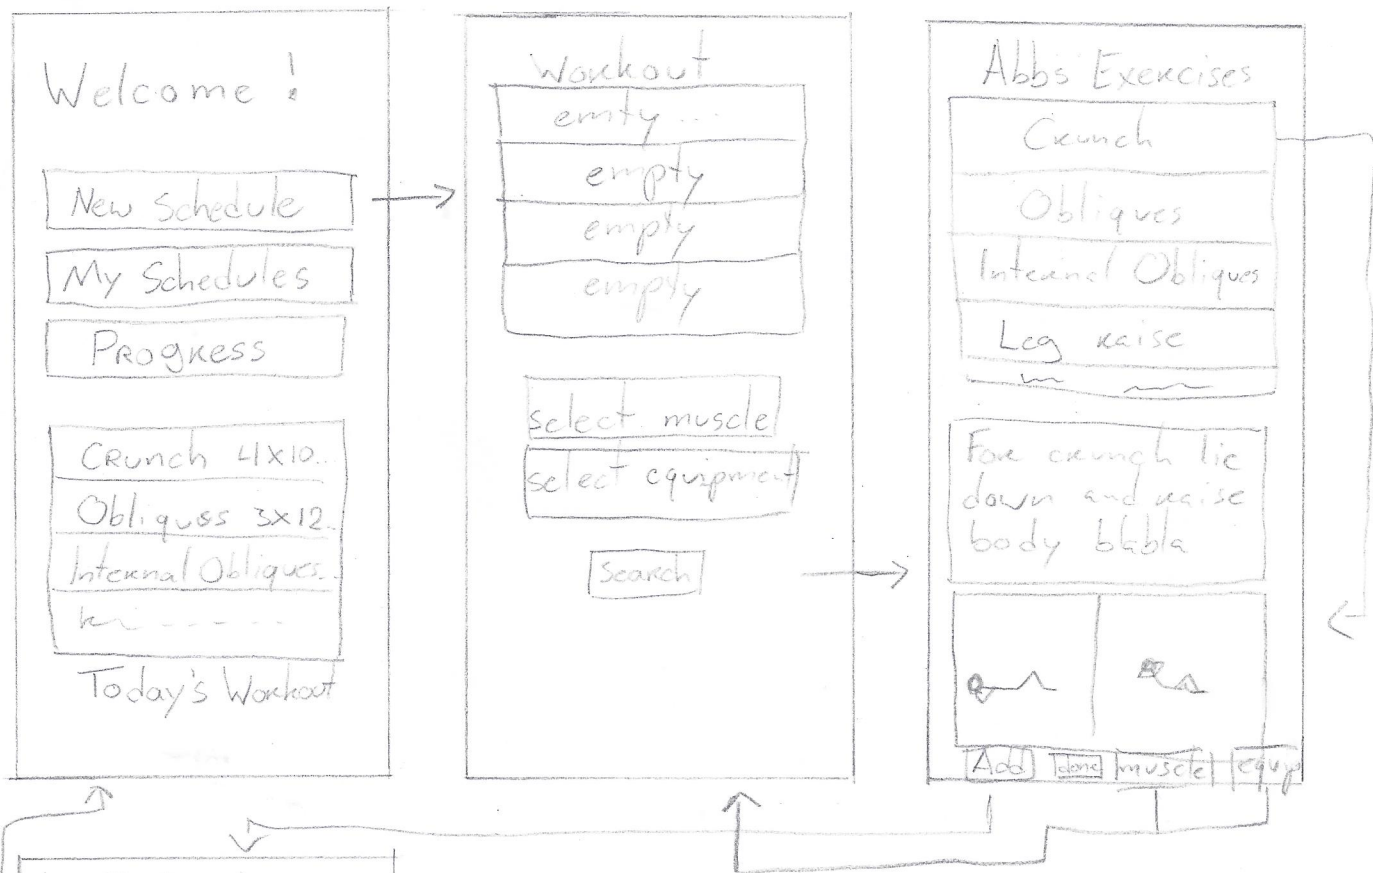 Welcome !
New Schedule
My Schedules
Progress
Crunch 4x10..
Obliques 3x12..
Internal Obliques..
Today's Workout
Workout
emty ...
empty
empty
empty
select muscle
select equipment
Search
Abbs Exercises
Crunch
Obliques
Internal Obliques
Leg raise
For crunch lie
down and raise
body blabla
Add
done
muscle
equip